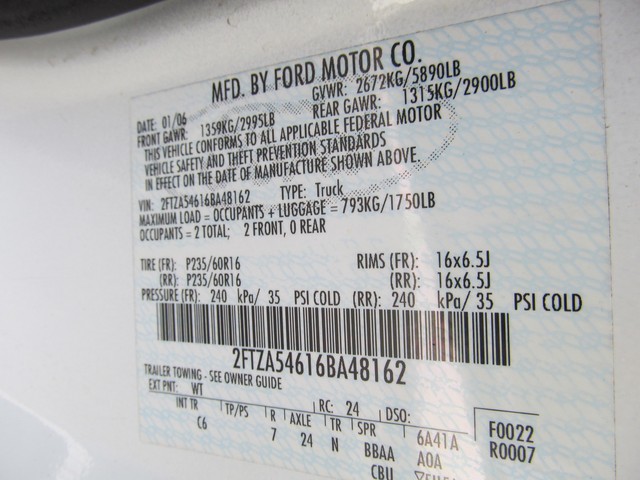 MFD. BY FORD MOTOR CO.
DATE: 01/06 GVWR: 2672KG/5890LB
FRONT GAWR: 1359KG/2995LB REAR GAWR: 1315KG/2900LB
THIS VEHICLE CONFORMS TO ALL APPLICABLE FEDERAL MOTOR
VEHICLE SAFETY AND THEFT PREVENTION STANDARDS
IN EFFECT ON THE DATE OF MANUFACTURE SHOWN ABOVE.
VIN: 2FTZA54616BA48162 TYPE: Truck
MAXIMUM LOAD = OCCUPANTS + LUGGAGE = 793KG/1750LB
OCCUPANTS = 2 TOTAL; 2 FRONT, 0 REAR
TIRE (FR): P235/60R16 RIMS (FR): 16x6.5J
(RR): P235/60R16 (RR): 16x6.5J
PRESSURE (FR): 240 kPa/ 35 PSI COLD (RR): 240 kPa/ 35 PSI COLD
2FTZA54616BA48162
TRAILER TOWING - SEE OWNER GUIDE
EXT PNT: WT RC: 24 DSO:
INT TR TP/PS R AXLE TR SPR 6A41A F0022
C6 7 24 N BBAA A0A R0007
CBU